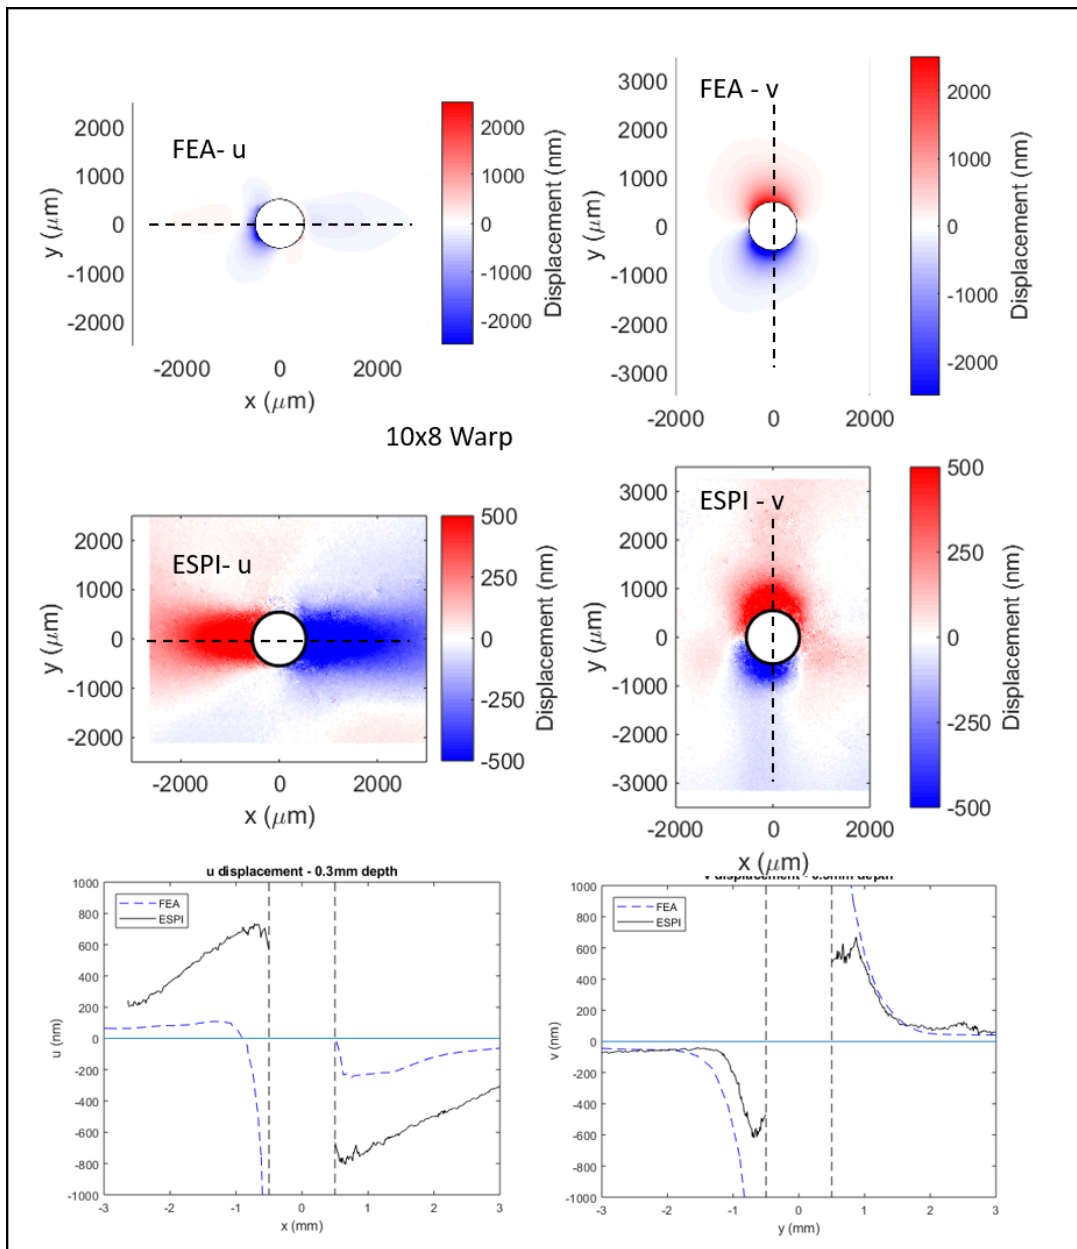 FEA- u
2000
1000
0
-1000
-2000
y (μm)
-2000 0 2000
x (μm)
2000
1000
0
-1000
-2000
Displacement (nm)
FEA - v
3000
2000
1000
0
-1000
-2000
-3000
y (μm)
-2000 0 2000
2000
1000
0
-1000
-2000
Displacement (nm)
10x8 Warp
ESPI- u
2000
1000
0
-1000
-2000
y (μm)
-2000 0 2000
x (μm)
500
250
0
-250
-500
Displacement (nm)
ESPI - v
3000
2000
1000
0
-1000
-2000
-3000
y (μm)
-2000 0 2000
x (μm)
500
250
0
-250
-500
Displacement (nm)
u displacement - 0.3mm depth
FEA
ESPI
1000
800
600
400
200
0
-200
-400
-600
-800
-1000
u (nm)
-3 -2 -1 0 1 2 3
x (mm)
v displacement - 0.3mm depth
FEA
ESPI
1000
800
600
400
200
0
-200
-400
-600
-800
-1000
v (nm)
-3 -2 -1 0 1 2 3
y (mm)